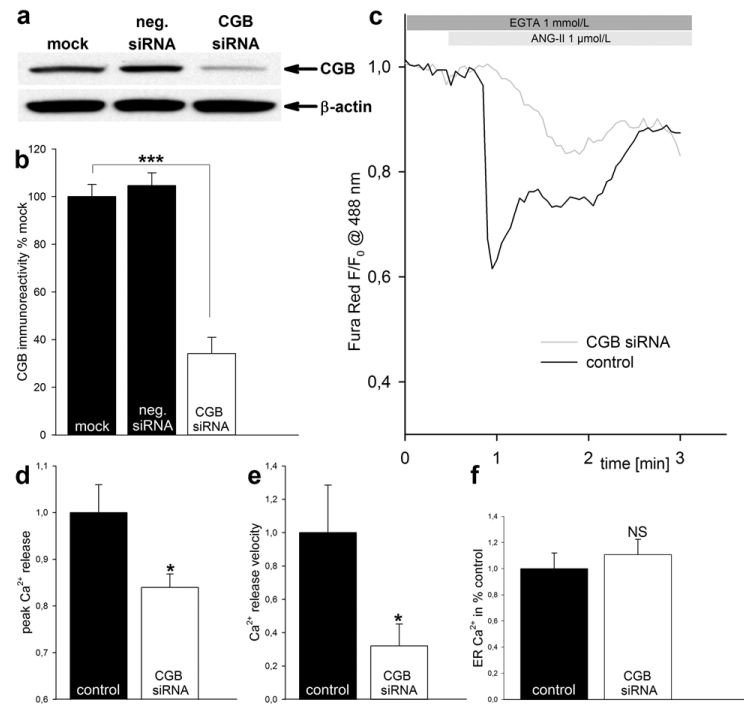 a
mock
neg.
siRNA
CGB
siRNA
CGB
β-actin
b
CGB immunoreactivity % mock
120
100
80
60
40
20
0
***
mock
neg.
siRNA
CGB
siRNA
c
EGTA 1 mmol/L
ANG-II 1 µmol/L
Fura Red F/F₀ @ 488 nm
1,0
0,8
0,6
0,4
CGB siRNA
control
0
1
2
3
time [min]
d
peak Ca²⁺ release
1,1
1,0
0,9
0,8
0,7
0,6
*
control
CGB
siRNA
e
Ca²⁺ release velocity
1,4
1,2
1,0
0,8
0,6
0,4
0,2
0,0
*
control
CGB
siRNA
f
ER Ca²⁺ in % control
1,4
1,2
1,0
0,8
0,6
0,4
0,2
0,0
NS
control
CGB
siRNA